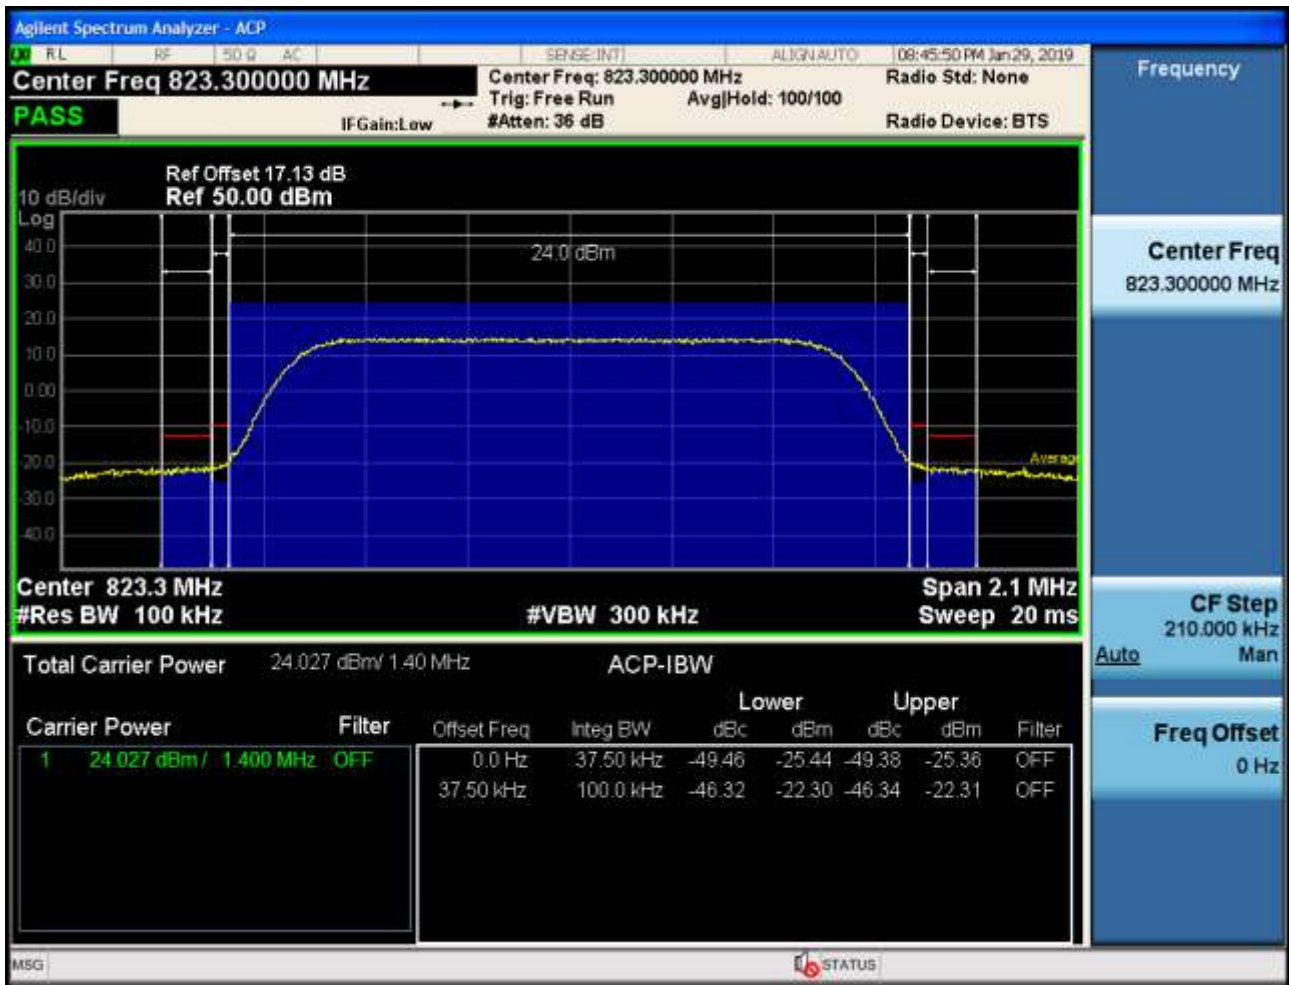 Agilent Spectrum Analyzer - ACP
RL RF 50 Ω AC SENSE:INT ALIGN AUTO 08:45:50 PM Jan 29, 2019
Center Freq 823.300000 MHz
Center Freq: 823.300000 MHz
Radio Std: None
Trig: Free Run Avg|Hold: 100/100
PASS
IFGain:Low
#Atten: 36 dB
Radio Device: BTS
Ref Offset 17.13 dB
10 dB/div Ref 50.00 dBm
Log
40.0
24.0 dBm
30.0
20.0
10.0
0.00
-10.0
-20.0
Average
-30.0
-40.0
Center 823.3 MHz Span 2.1 MHz
#Res BW 100 kHz #VBW 300 kHz Sweep 20 ms
Total Carrier Power 24.027 dBm/ 1.40 MHz ACP-IBW
Lower Upper
Carrier Power Filter Offset Freq Integ BW dBc dBm dBc dBm Filter
1 24.027 dBm / 1.400 MHz OFF 0.0 Hz 37.50 kHz -49.46 -25.44 -49.38 -25.36 OFF
37.50 kHz 100.0 kHz -46.32 -22.30 -46.34 -22.31 OFF
MSG STATUS
Frequency
Center Freq
823.300000 MHz
CF Step
210.000 kHz
Auto Man
Freq Offset
0 Hz